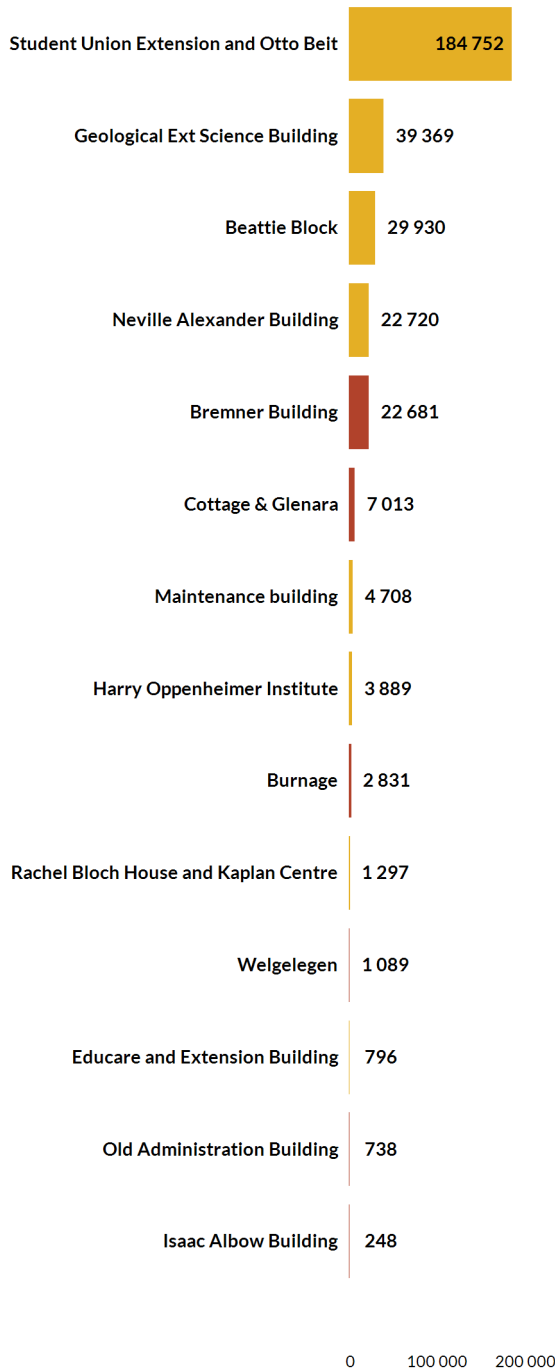 Student Union Extension and Otto Beit 184 752
Geological Ext Science Building 39 369
Beattie Block 29 930
Neville Alexander Building 22 720
Bremner Building 22 681
Cottage & Glenara 7 013
Maintenance building 4 708
Harry Oppenheimer Institute 3 889
Burnage 2 831
Rachel Bloch House and Kaplan Centre 1 297
Welgelegen 1 089
Educare and Extension Building 796
Old Administration Building 738
Isaac Albow Building 248
0 100 000 200 000